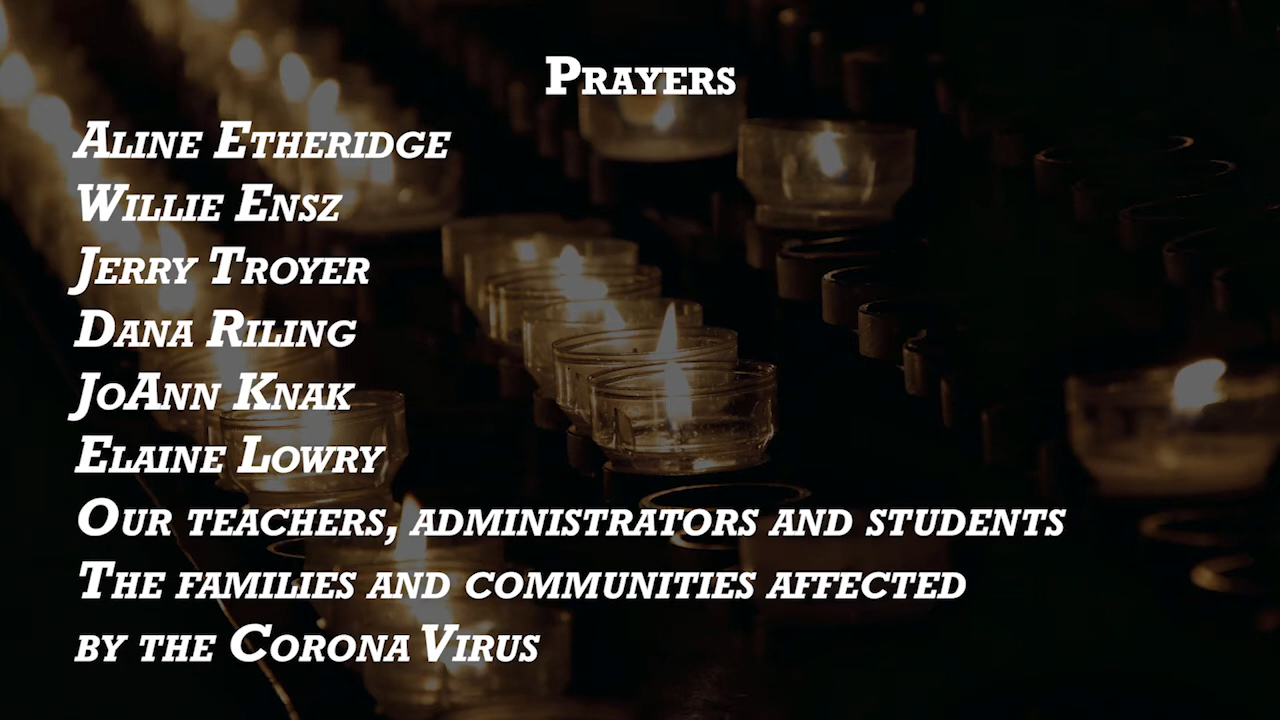 Prayers
Aline Etheridge
Willie Ensz
Jerry Troyer
Dana Riling
JoAnn Knak
Elaine Lowry
Our teachers, administrators and students
The families and communities affected
by the Corona Virus